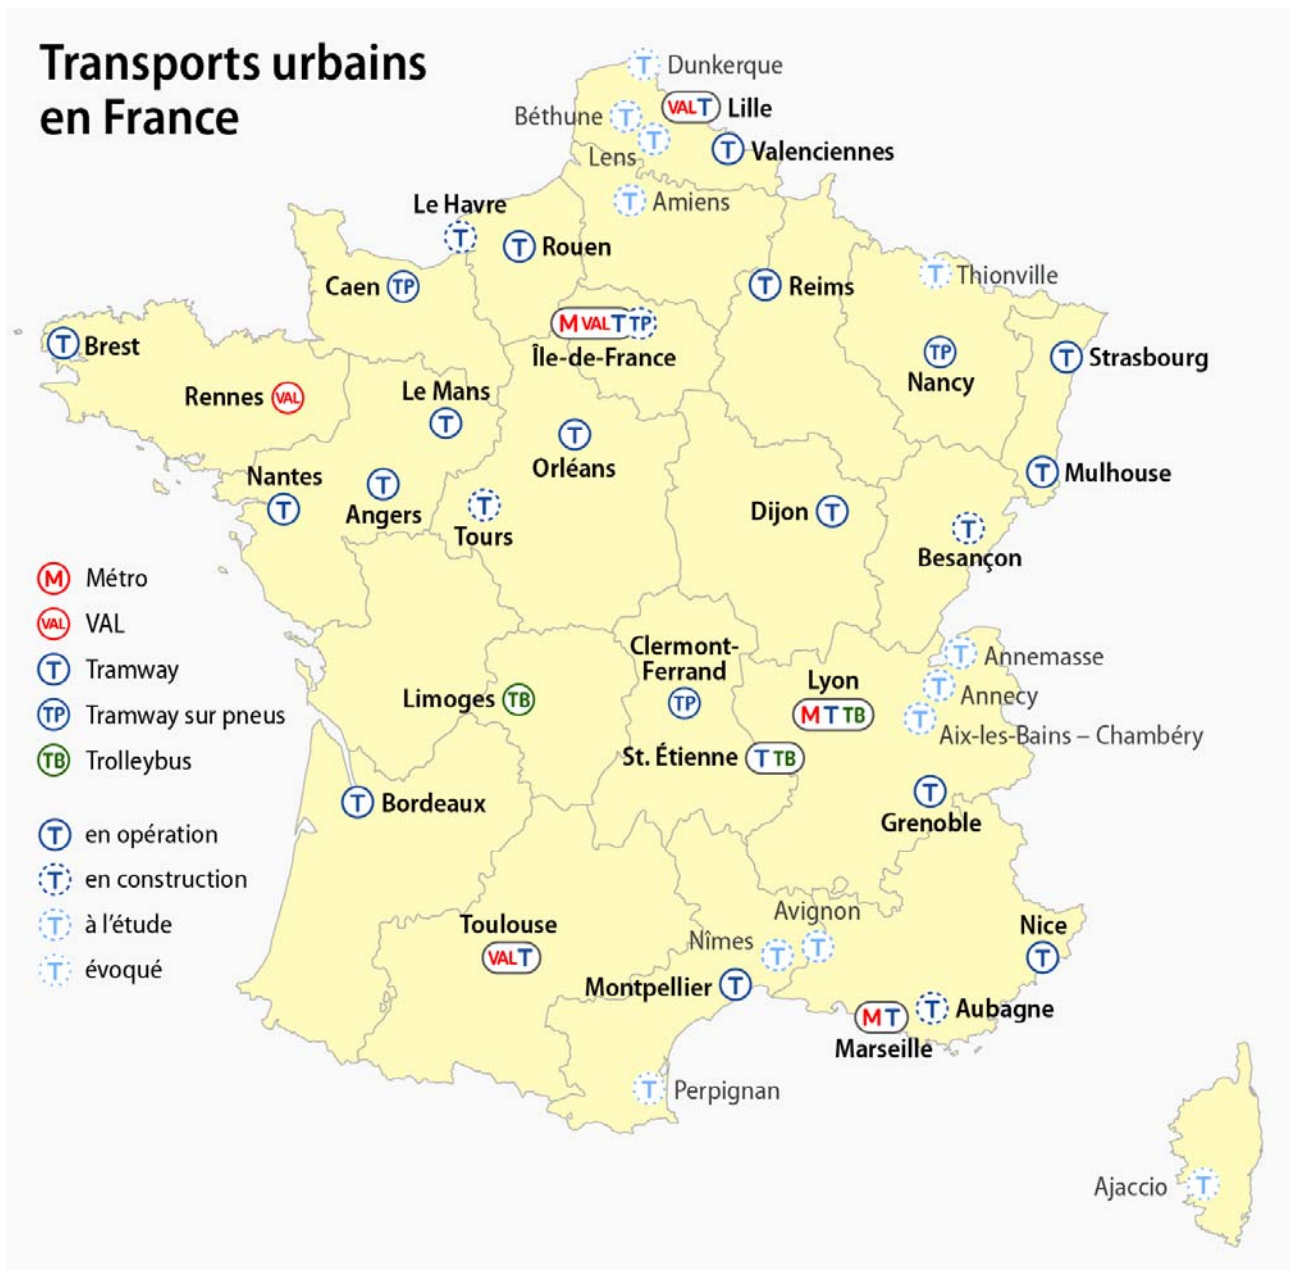 Transports urbains
en France
T Dunkerque
Béthune T
VAL T Lille
Lens T
T Valenciennes
T Amiens
Le Havre
T
T Rouen
Caen TP
T Reims
T Thionville
M VAL T TP
Île-de-France
T Brest
TP
Nancy
T Strasbourg
Rennes VAL
Le Mans
T
T
Orléans
Nantes
T
T
Angers
T
Tours
Dijon T
T Mulhouse
T
Besançon
M Métro
VAL VAL
T Tramway
TP Tramway sur pneus
TB Trolleybus
T en opération
T en construction
T à l'étude
T évoqué
Clermont-
Ferrand
TP
Limoges TB
Lyon
M T TB
T Annemasse
T Annecy
T Aix-les-Bains – Chambéry
St. Étienne T TB
T Bordeaux
T
Grenoble
Toulouse
VAL T
Avignon
T
Nîmes T
Montpellier T
Nice
T
M T
Marseille
T Aubagne
T Perpignan
Ajaccio T